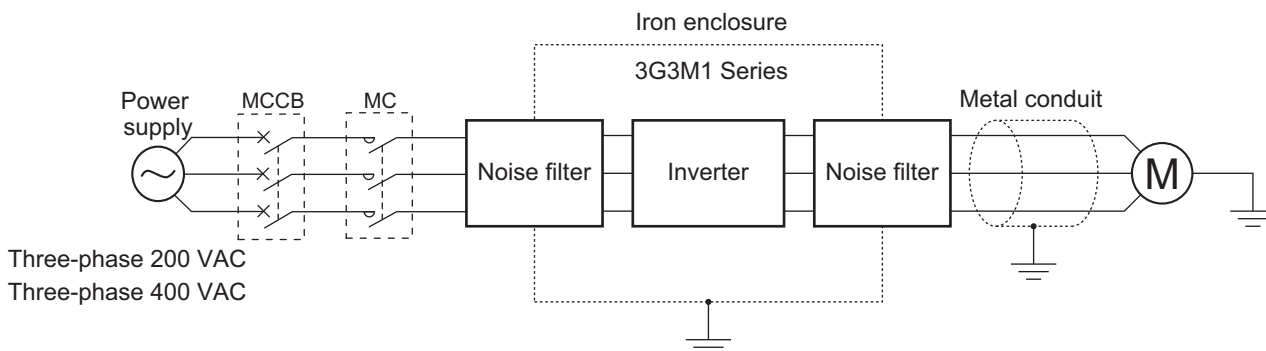 Iron enclosure
3G3M1 Series
Power
supply
MCCB
MC
Metal conduit
Noise filter
Inverter
Noise filter
M
Three-phase 200 VAC
Three-phase 400 VAC